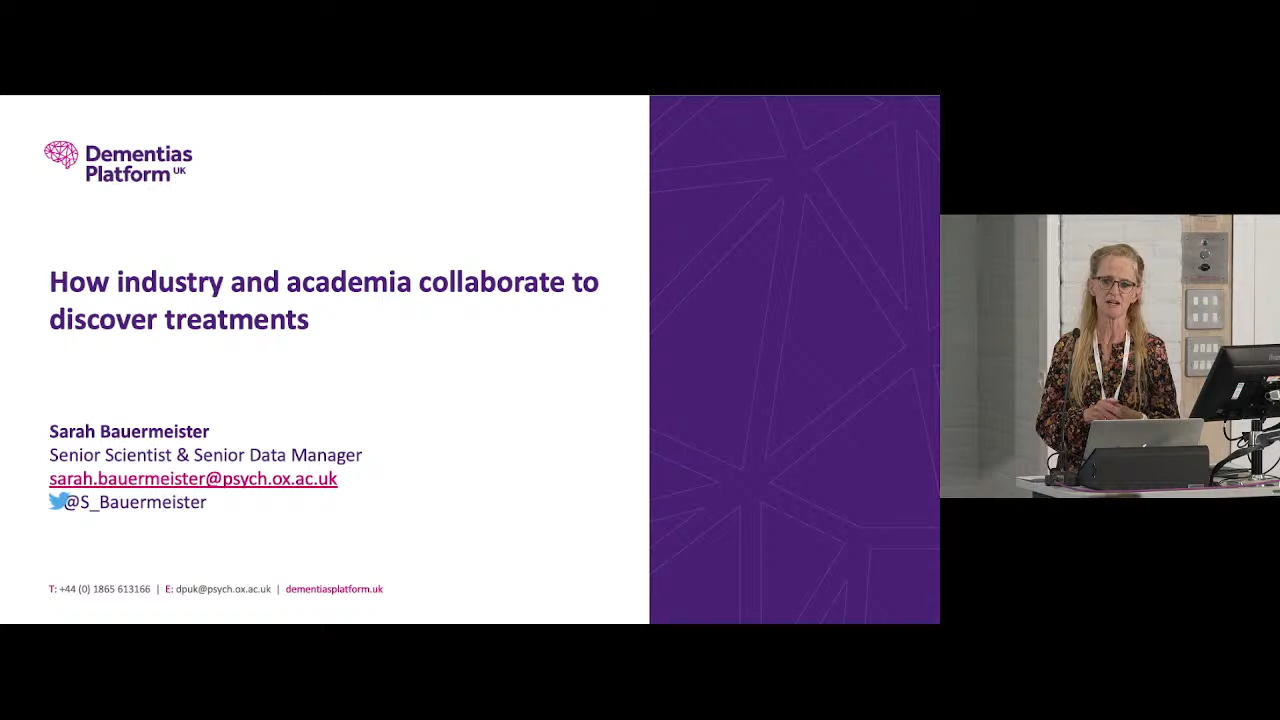 Dementias
Platform UK
How industry and academia collaborate to
discover treatments
Sarah Bauermeister
Senior Scientist & Senior Data Manager
sarah.bauermeister@psych.ox.ac.uk
@S_Bauermeister
T: +44 (0) 1865 613166 | E: dpuk@psych.ox.ac.uk | dementiasplatform.uk